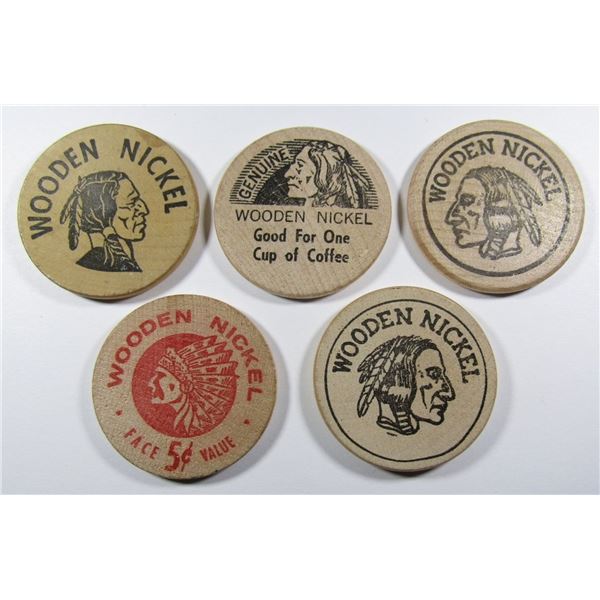 WOODEN NICKEL
GENUINE
WOODEN NICKEL
Good For One
Cup of Coffee
WOODEN NICKEL
WOODEN NICKEL
FACE 5¢ VALUE
WOODEN NICKEL